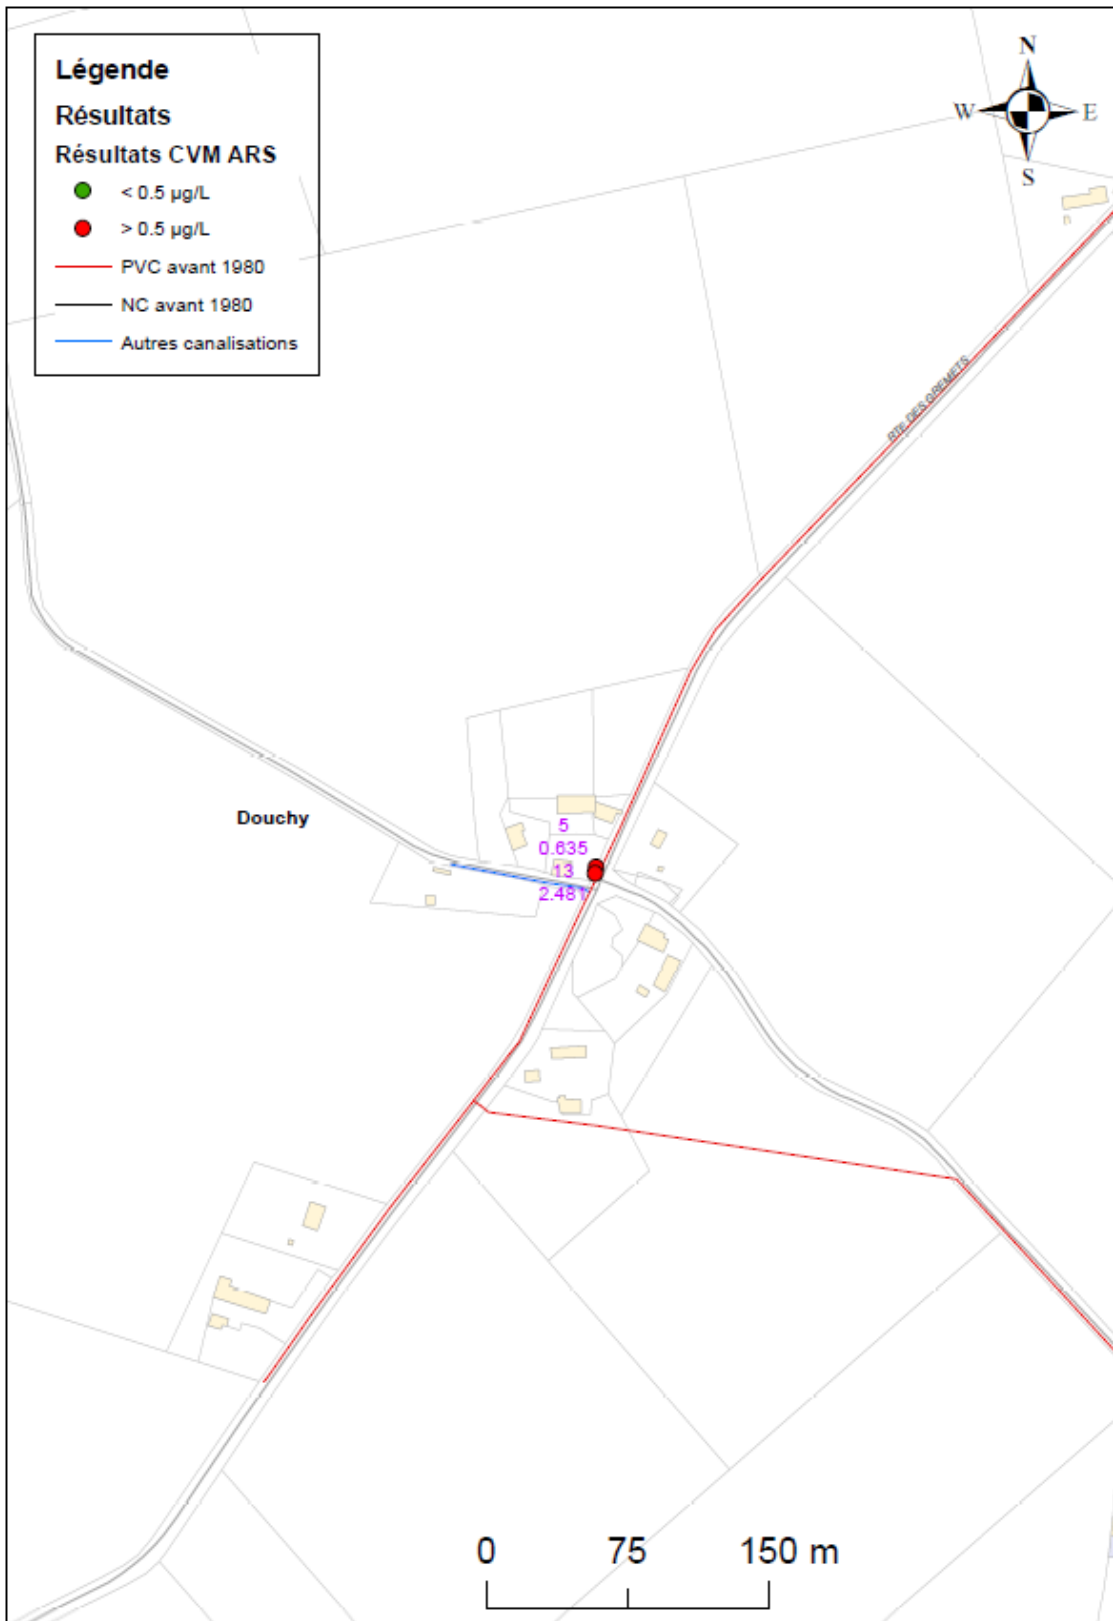 Légende
Résultats
Résultats CVM ARS
< 0.5 µg/L
> 0.5 µg/L
PVC avant 1980
NC avant 1980
Autres canalisations
N
W
E
S
RTE DES GREMETS
Douchy
5
0.635
13
2.481
0 75 150 m